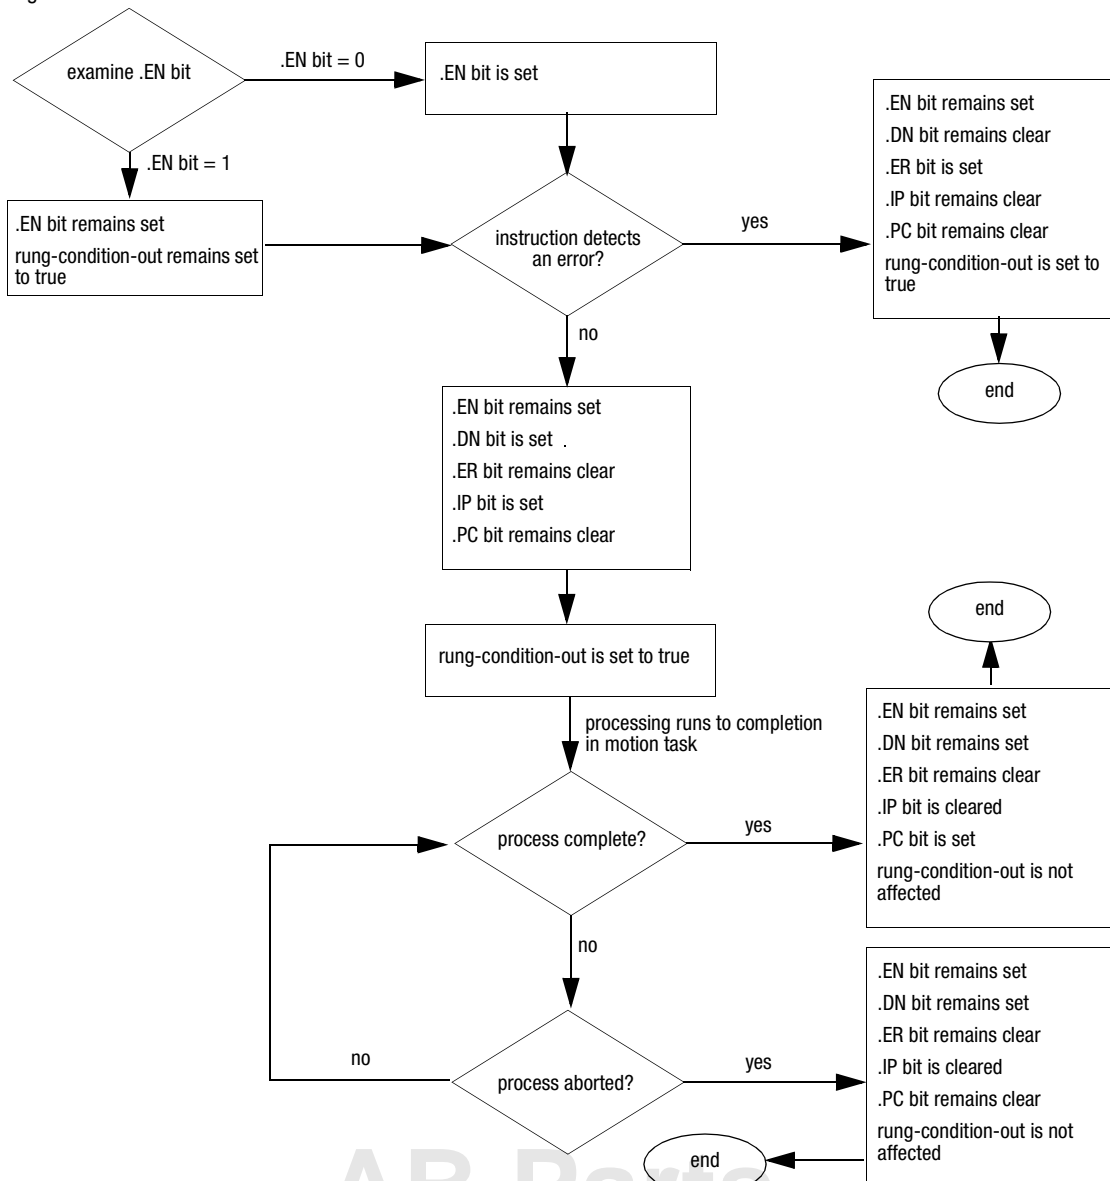 examine .EN bit
.EN bit = 0
.EN bit is set
.EN bit = 1
.EN bit remains set
rung-condition-out remains set
to true
instruction detects
an error?
yes
.EN bit remains set
.DN bit remains clear
.ER bit is set
.IP bit remains clear
.PC bit remains clear
rung-condition-out is set to
true
end
no
.EN bit remains set
.DN bit is set .
.ER bit remains clear
.IP bit is set
.PC bit remains clear
rung-condition-out is set to true
processing runs to completion
in motion task
process complete?
yes
end
.EN bit remains set
.DN bit remains set
.ER bit remains clear
.IP bit is cleared
.PC bit is set
rung-condition-out is not
affected
no
process aborted?
no
yes
.EN bit remains set
.DN bit remains set
.ER bit remains clear
.IP bit is cleared
.PC bit remains clear
rung-condition-out is not
affected
end
AB Parts